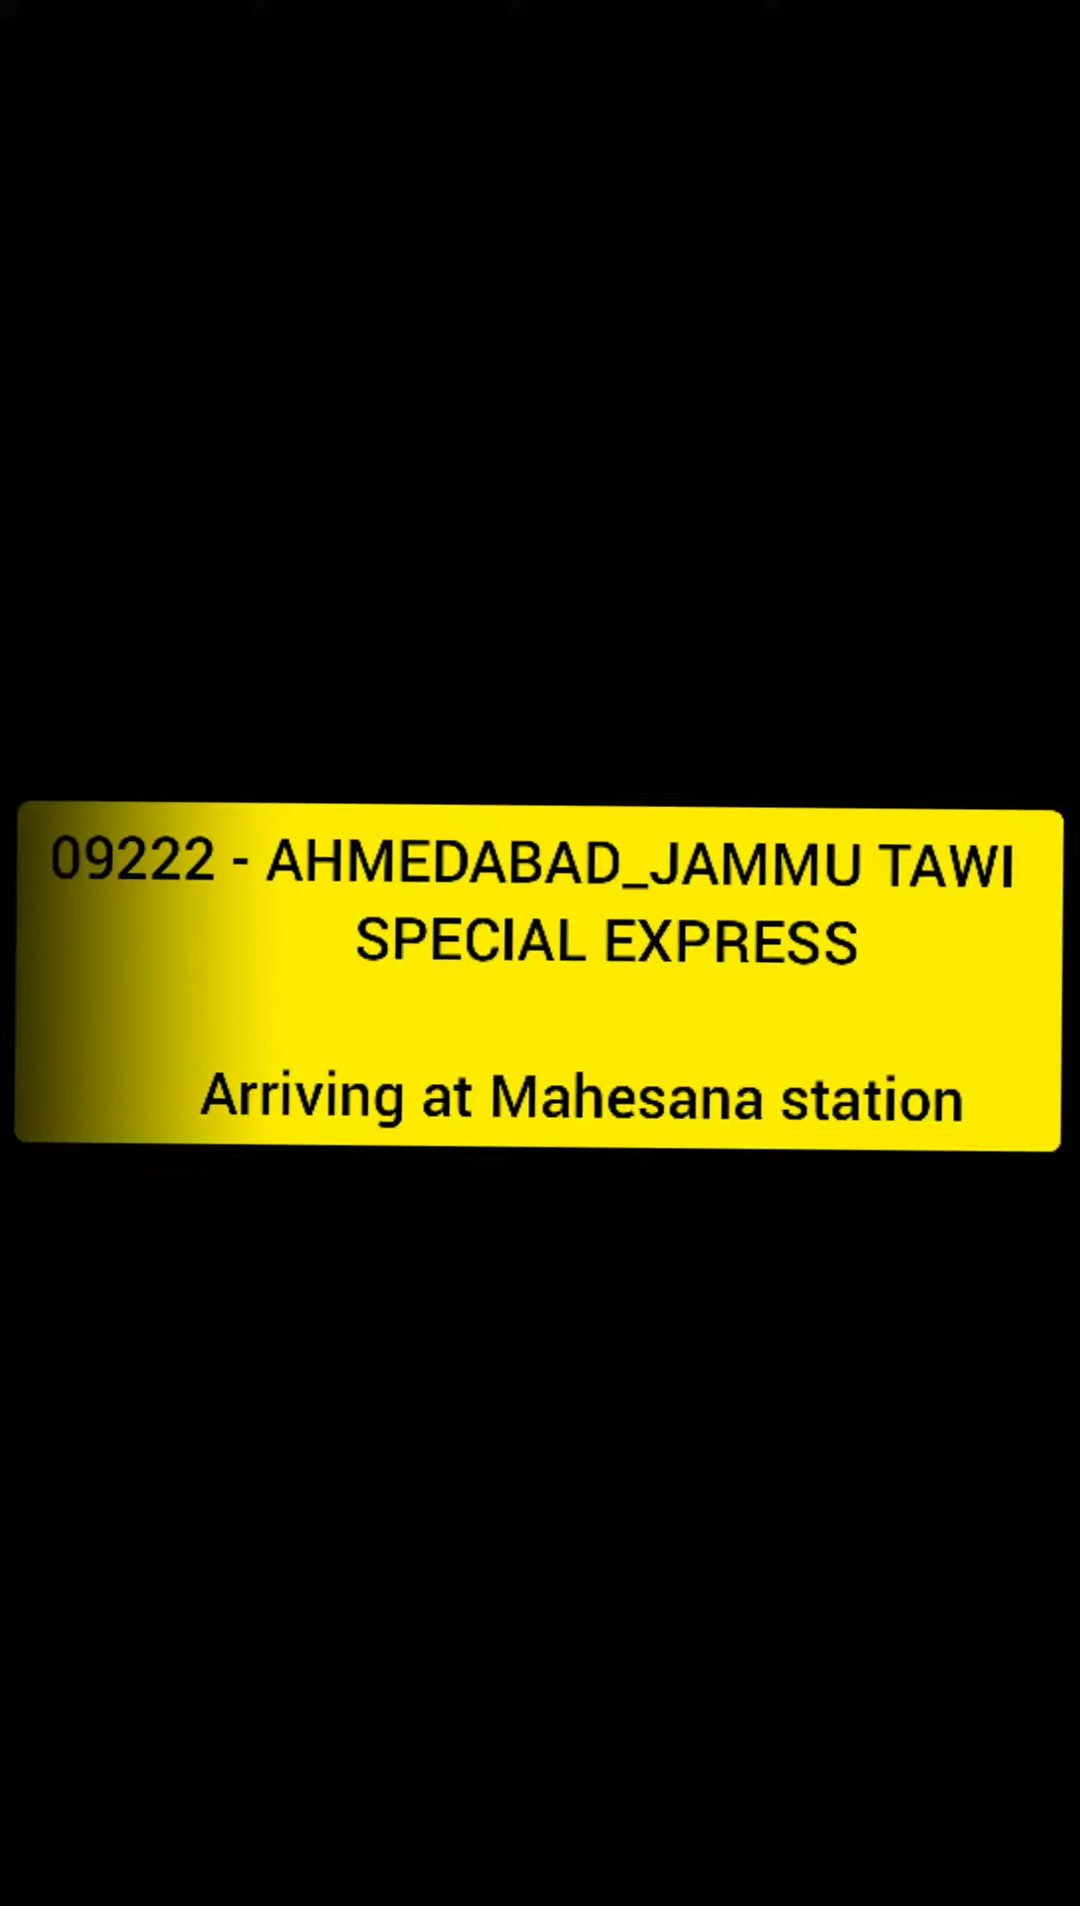 09222 - AHMEDABAD_JAMMU TAWI
SPECIAL EXPRESS
Arriving at Mahesana station